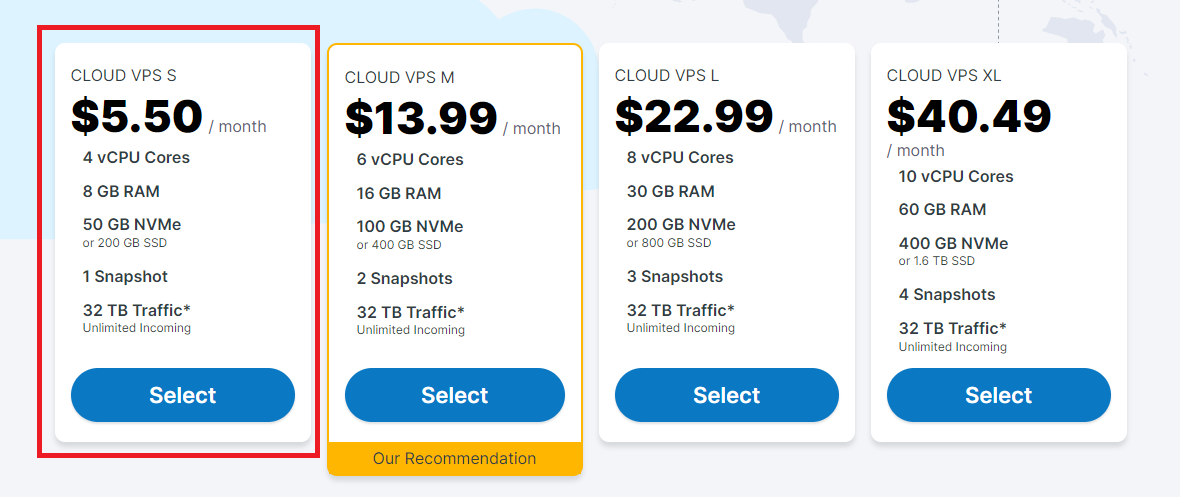 CLOUD VPS S
$5.50 / month
4 vCPU Cores
8 GB RAM
50 GB NVMe
or 200 GB SSD
1 Snapshot
32 TB Traffic*
Unlimited Incoming
Select
CLOUD VPS M
$13.99 / month
6 vCPU Cores
16 GB RAM
100 GB NVMe
or 400 GB SSD
2 Snapshots
32 TB Traffic*
Unlimited Incoming
Select
Our Recommendation
CLOUD VPS L
$22.99 / month
8 vCPU Cores
30 GB RAM
200 GB NVMe
or 800 GB SSD
3 Snapshots
32 TB Traffic*
Unlimited Incoming
Select
CLOUD VPS XL
$40.49
/ month
10 vCPU Cores
60 GB RAM
400 GB NVMe
or 1.6 TB SSD
4 Snapshots
32 TB Traffic*
Unlimited Incoming
Select